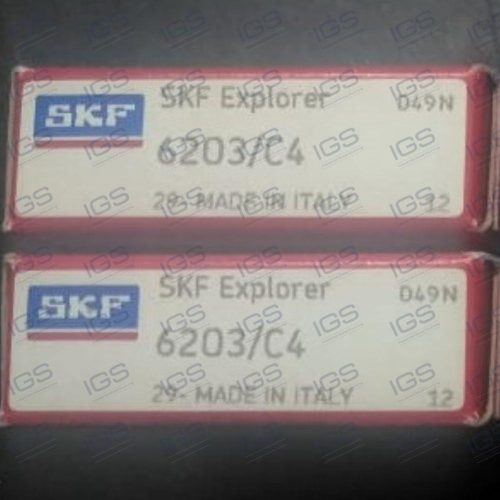 SKF
SKF Explorer
049N
6203/C4
29- MADE IN ITALY
12
SKF
SKF Explorer
049N
6203/C4
29- MADE IN ITALY
12
IGS